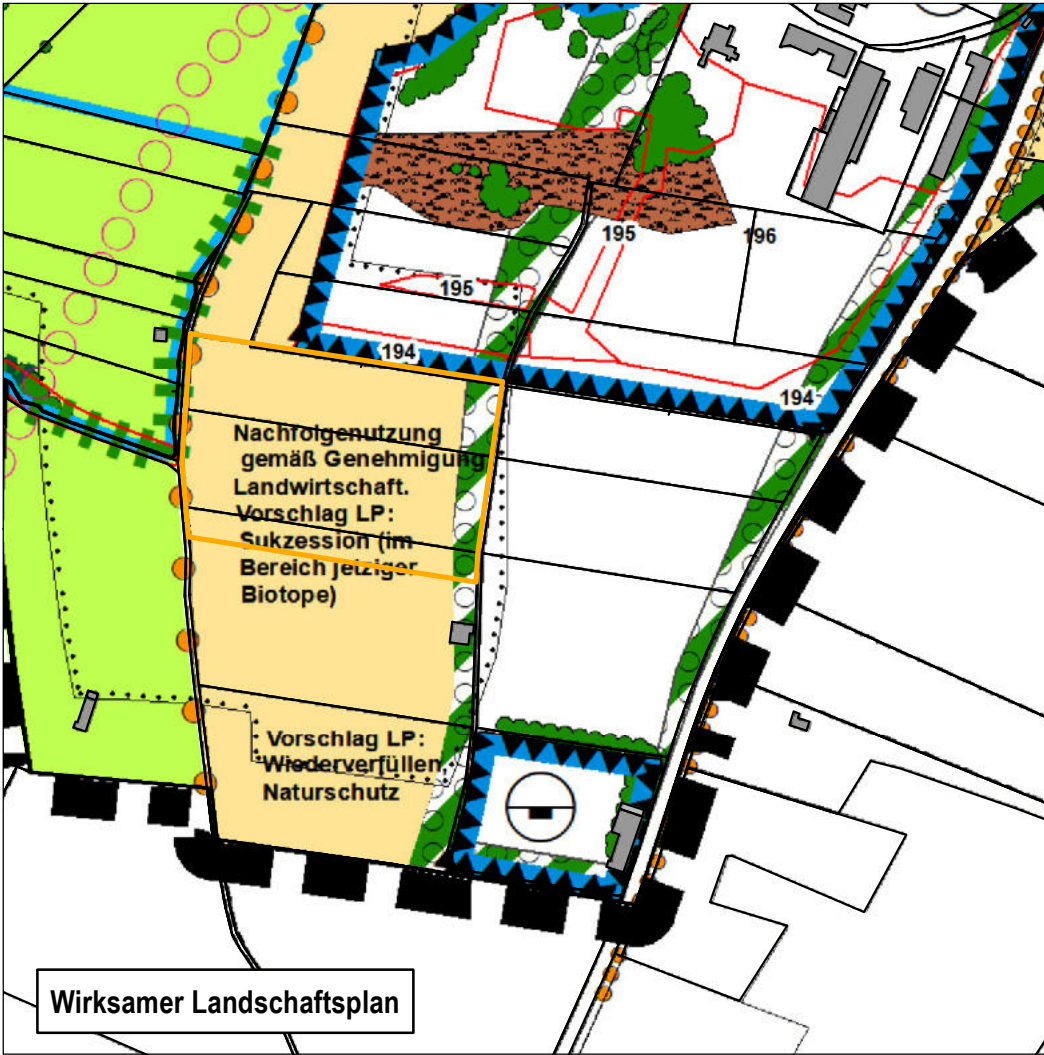 195
196
195
194
194
Nachfolgenutzung
gemäß Genehmigung
Landwirtschaft.
Vorschlag LP:
Sukzession (im
Bereich jetziger
Biotope)
Vorschlag LP:
Wiederverfüllen
Naturschutz
Wirksamer Landschaftsplan